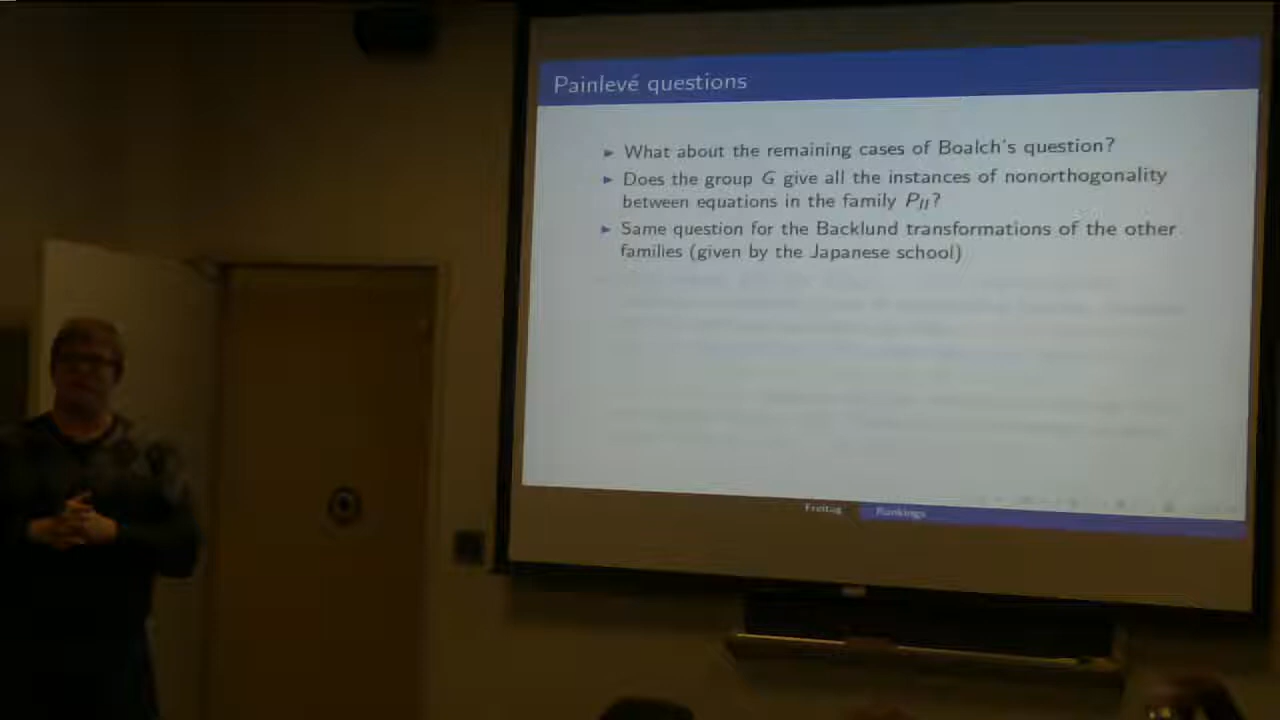 Painlevé questions
► What about the remaining cases of Boalch's question?
► Does the group G give all the instances of nonorthogonality
between equations in the family P_II?
► Same question for the Backlund transformations of the other
families (given by the Japanese school)
Freitag Rankings